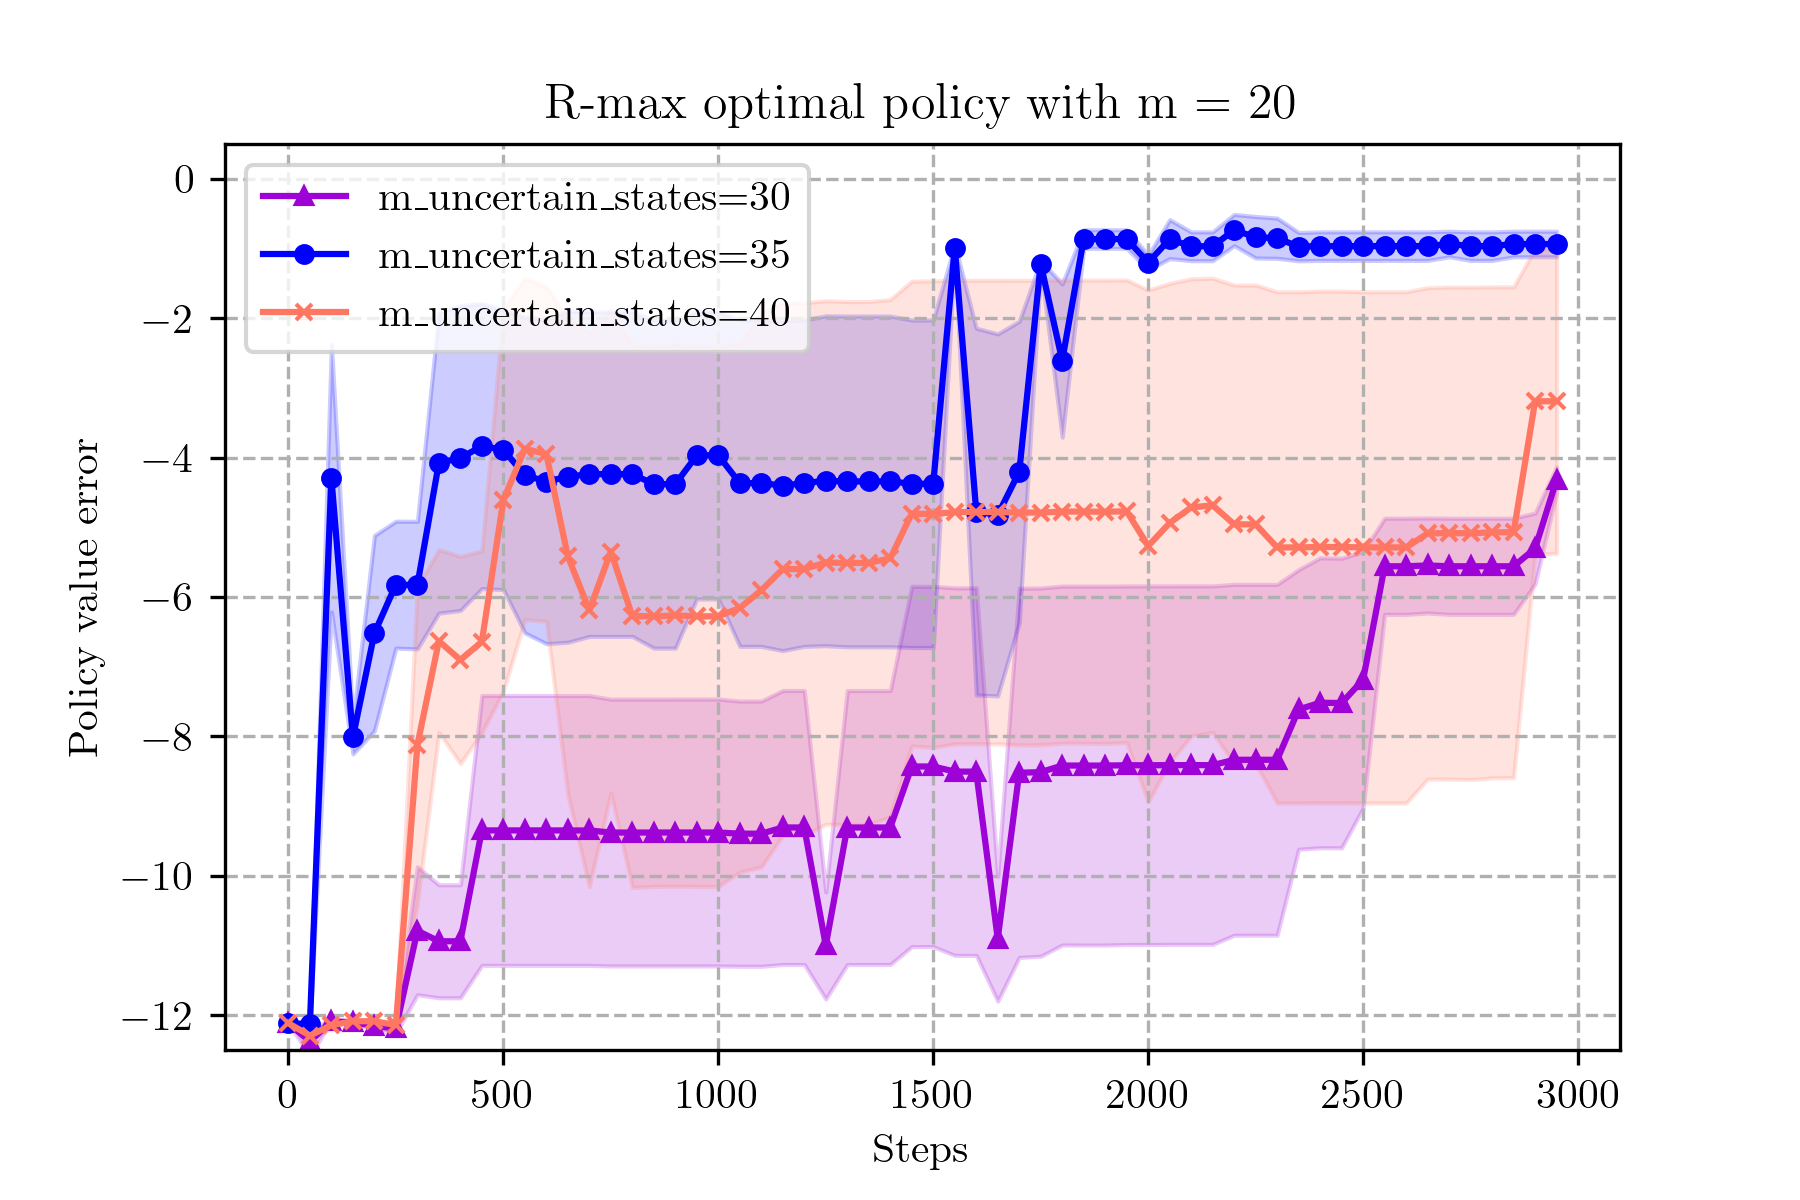 R-max optimal policy with m = 20
m_uncertain_states=30
m_uncertain_states=35
m_uncertain_states=40
Policy value error
0
−2
−4
−6
−8
−10
−12
0 500 1000 1500 2000 2500 3000
Steps